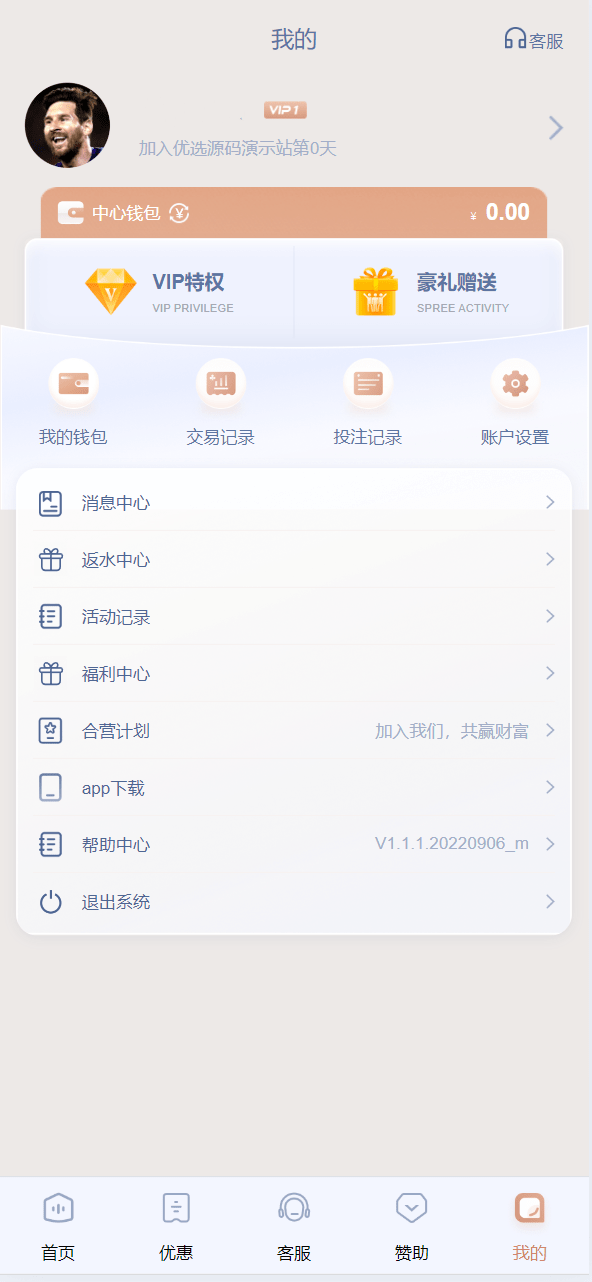 我的
客服
VIP1
加入优选源码演示站第0天
中心钱包
¥ 0.00
VIP特权
VIP PRIVILEGE
豪礼赠送
SPREE ACTIVITY
我的钱包
交易记录
投注记录
账户设置
消息中心
返水中心
活动记录
福利中心
合营计划 加入我们，共赢财富
app下载
帮助中心 V1.1.1.20220906_m
退出系统
首页
优惠
客服
赞助
我的